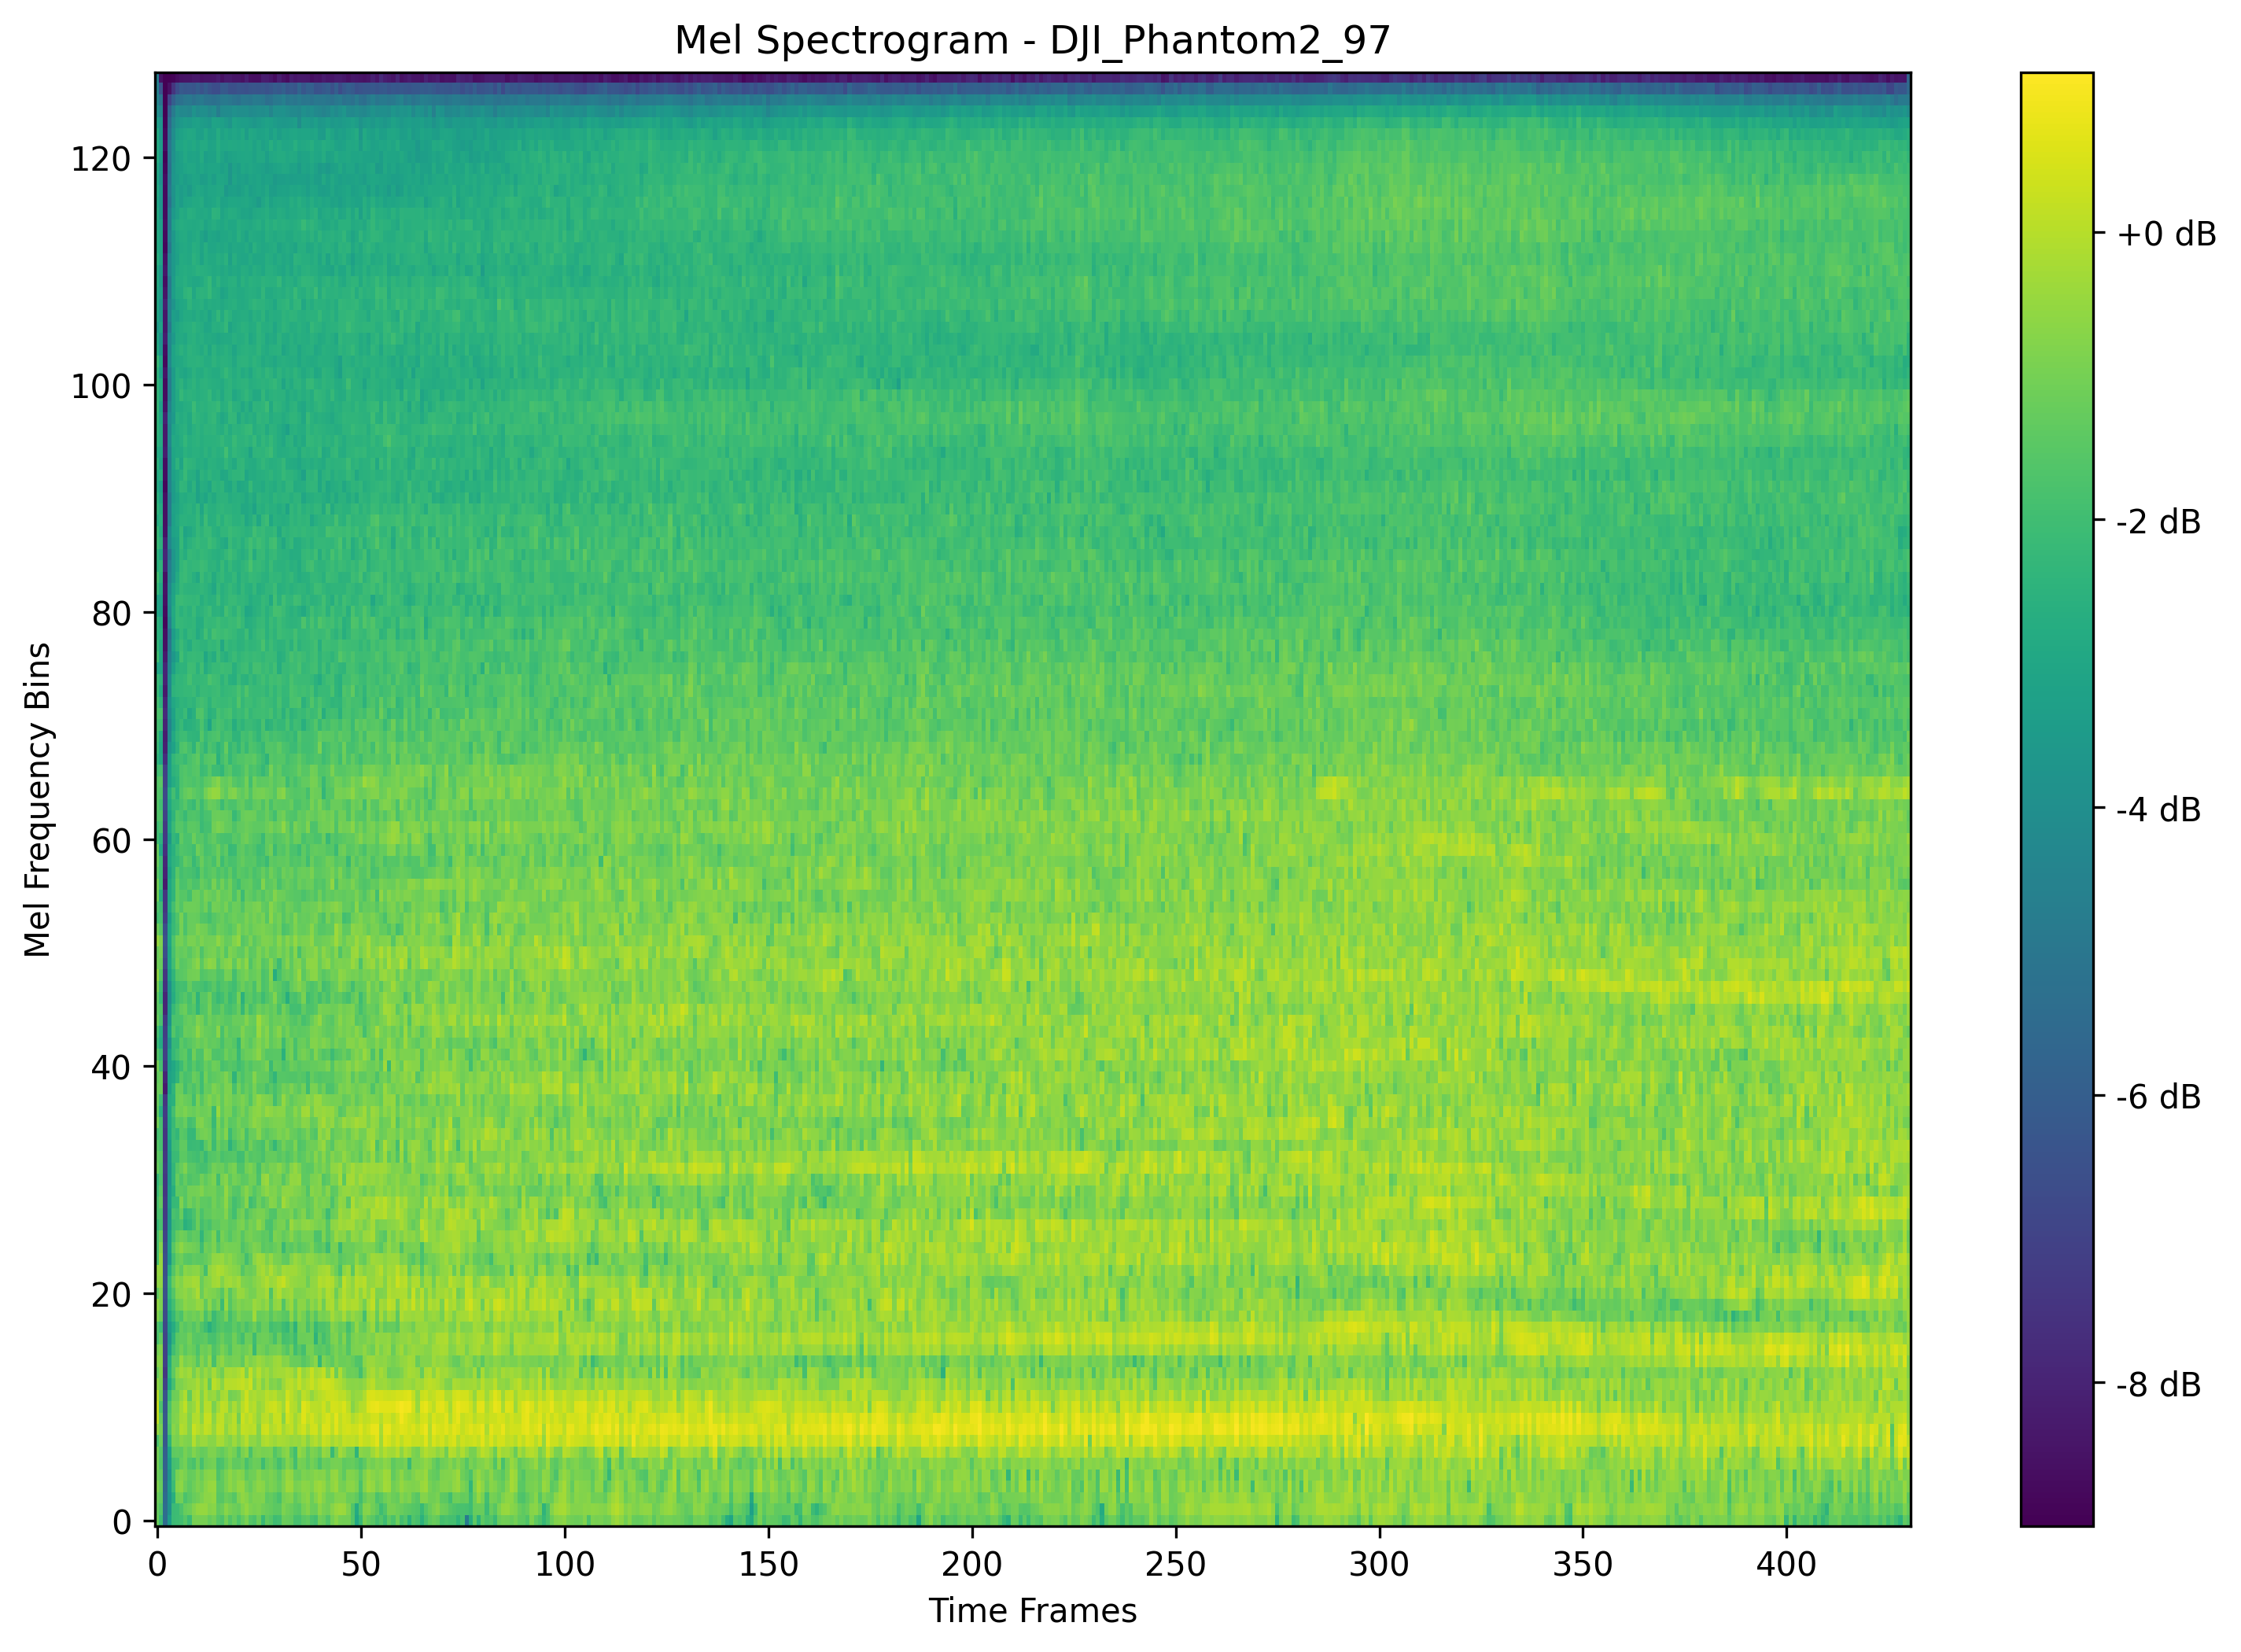 Mel Spectrogram - DJI_Phantom2_97
Mel Frequency Bins
120
100
80
60
40
20
0
0 50 100 150 200 250 300 350 400
Time Frames
+0 dB
-2 dB
-4 dB
-6 dB
-8 dB